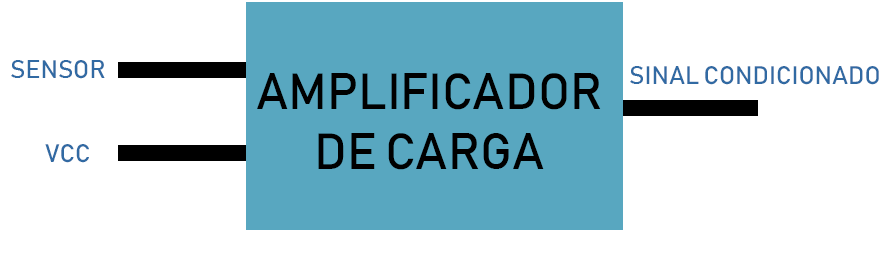 SENSOR
VCC
AMPLIFICADOR
DE CARGA
SINAL CONDICIONADO